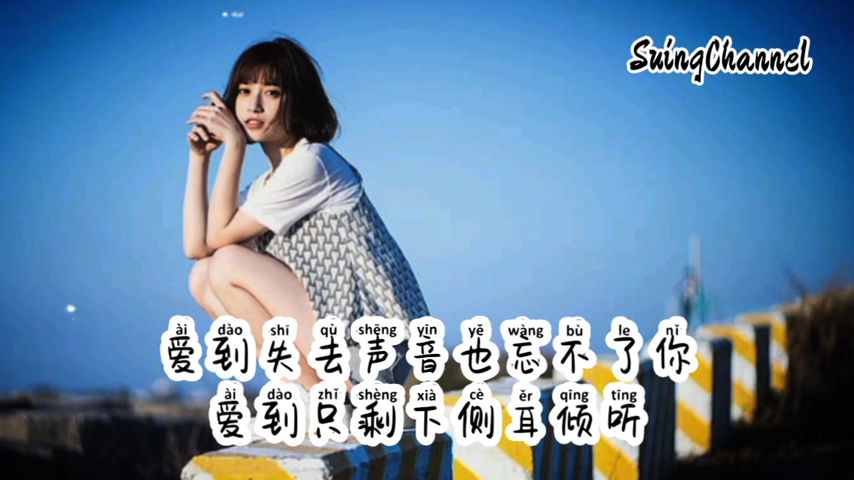 SuingChannel
ài dào shī qù shēng yīn yě wàng bù le nǐ
爱到失去声音也忘不了你
ài dào zhǐ shèng xià cè ěr qīng tīng
爱到只剩下侧耳倾听